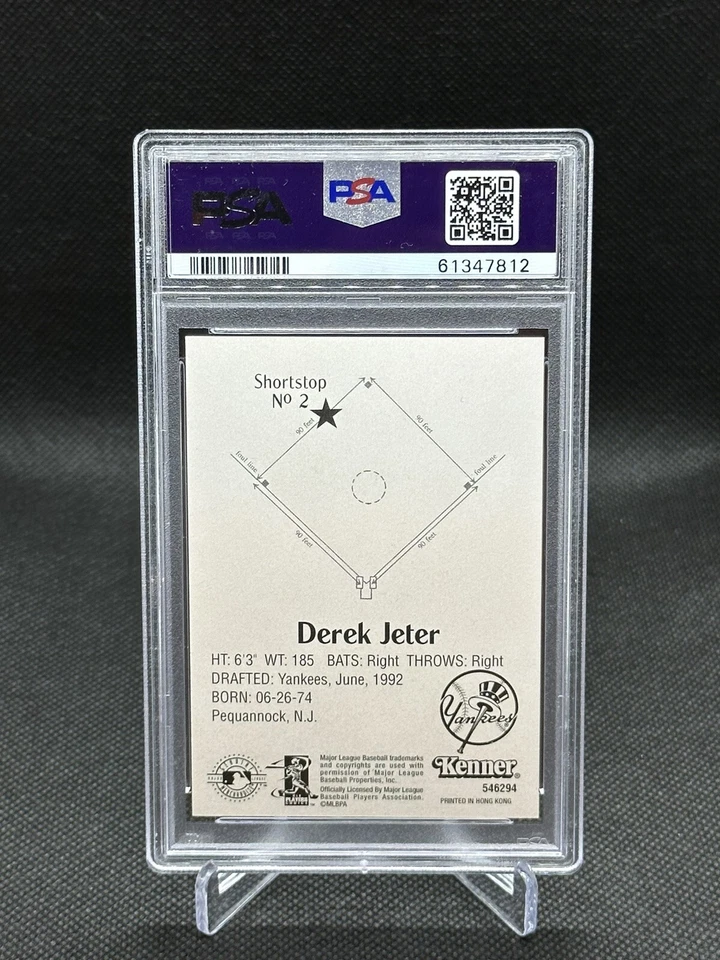 PSA
PSA
61347812
Shortstop
Nº 2
90 feet
90 feet
foul line
foul line
90 feet
90 feet
Derek Jeter
HT: 6'3" WT: 185 BATS: Right THROWS: Right
DRAFTED: Yankees, June, 1992
BORN: 06-26-74
Pequannock, N.J.
Yankees
Major League Baseball trademarks
and copyrights are used with
permission of Major League
Baseball Properties, Inc.
Officially Licensed By Major League
Baseball Players Association.
©MLBPA
Kenner®
546294
PRINTED IN HONG KONG